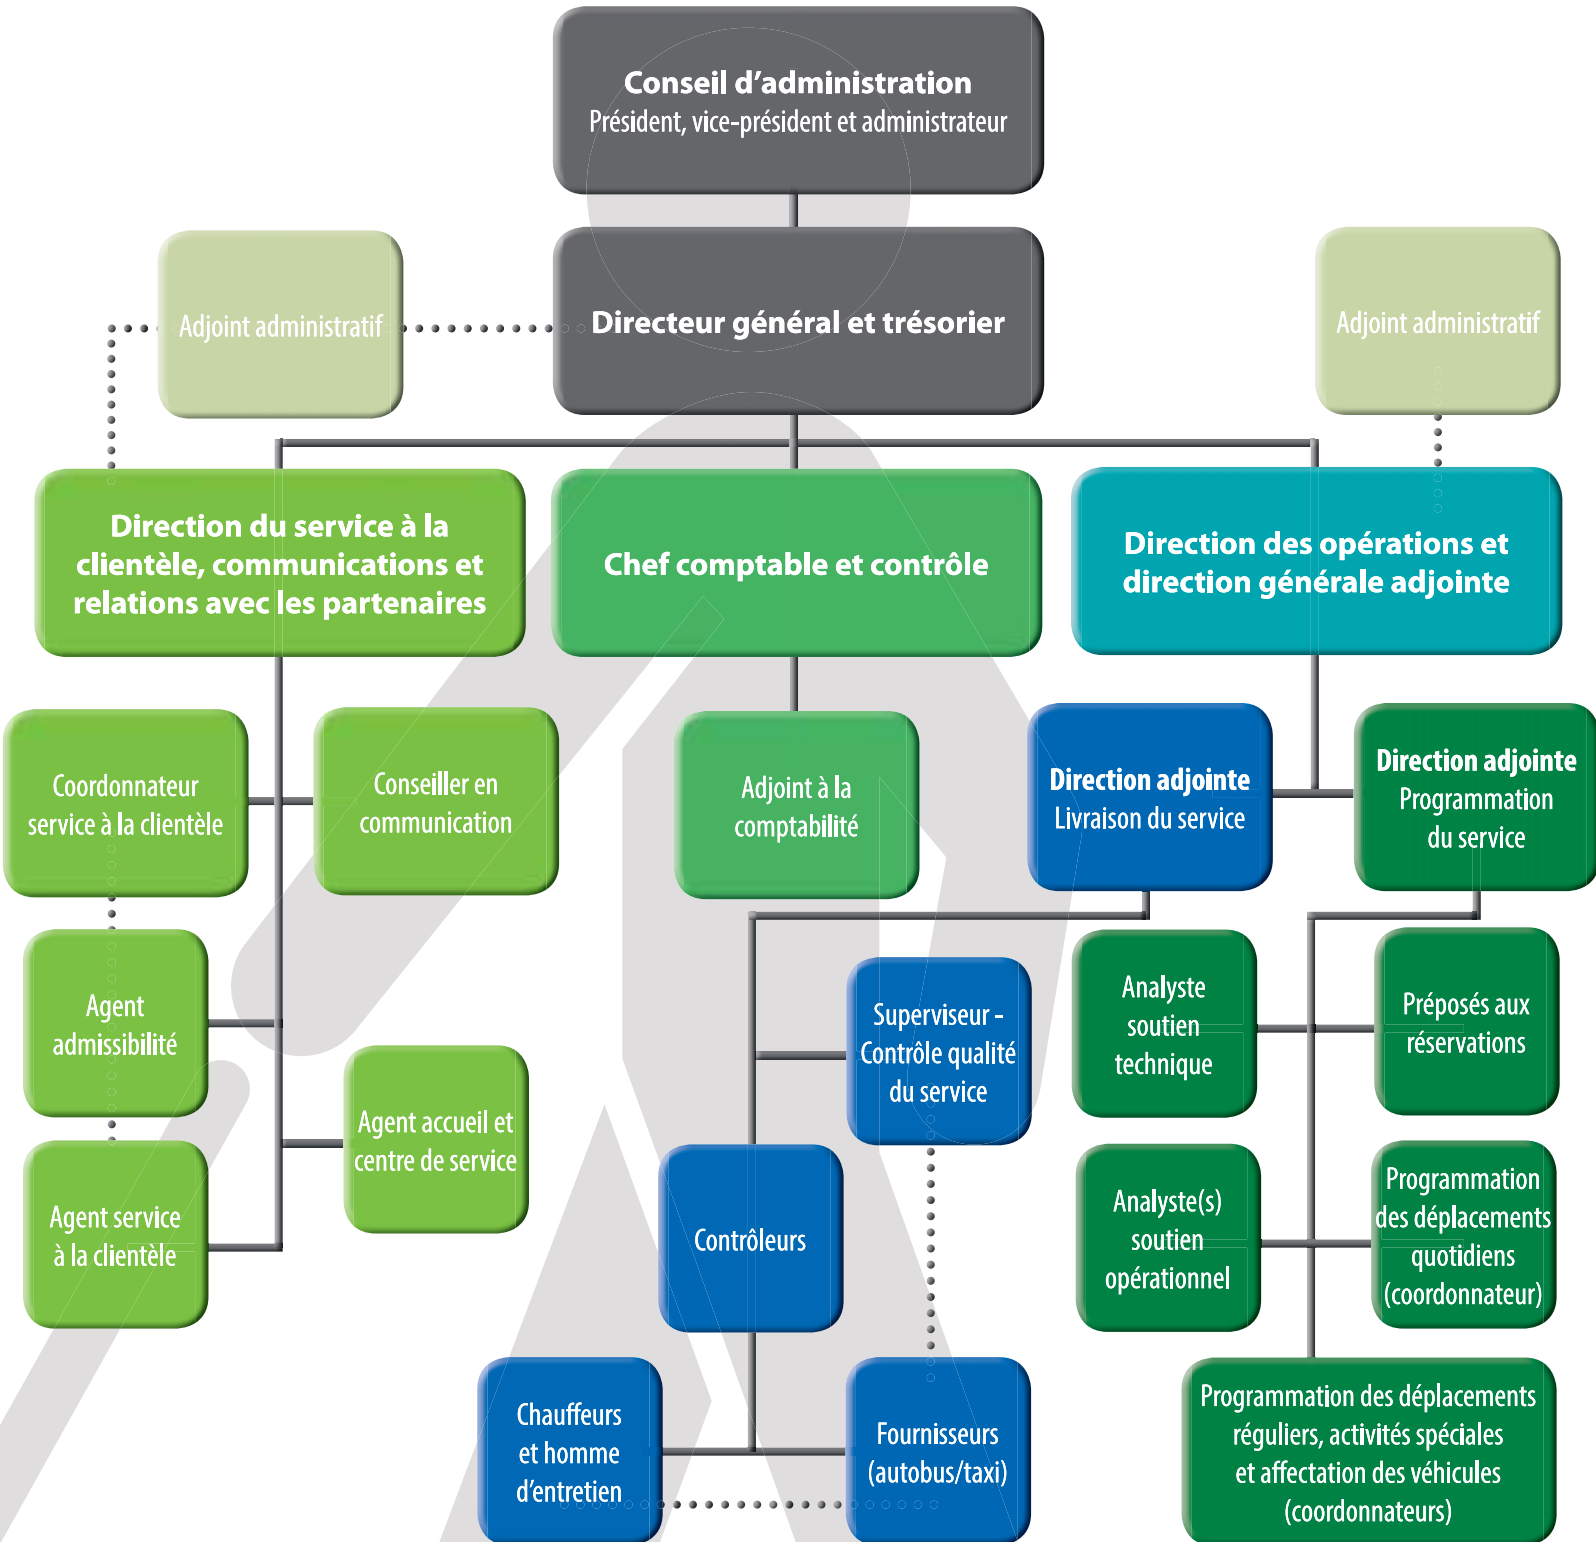 Conseil d’administration
Président, vice-président et administrateur
Adjoint administratif
Directeur général et trésorier
Adjoint administratif
Direction du service à la
clientèle, communications et
relations avec les partenaires
Chef comptable et contrôle
Direction des opérations et
direction générale adjointe
Coordonnateur
service à la clientèle
Conseiller en
communication
Adjoint à la
comptabilité
Direction adjointe
Livraison du service
Direction adjointe
Programmation
du service
Agent
admissibilité
Agent accueil et
centre de service
Agent service
à la clientèle
Superviseur -
Contrôle qualité
du service
Contrôleurs
Chauffeurs
et homme
d’entretien
Fournisseurs
(autobus/taxi)
Analyste
soutien
technique
Préposés aux
réservations
Analyste(s)
soutien
opérationnel
Programmation
des déplacements
quotidiens
(coordonnateur)
Programmation des déplacements
réguliers, activités spéciales
et affectation des véhicules
(coordonnateurs)